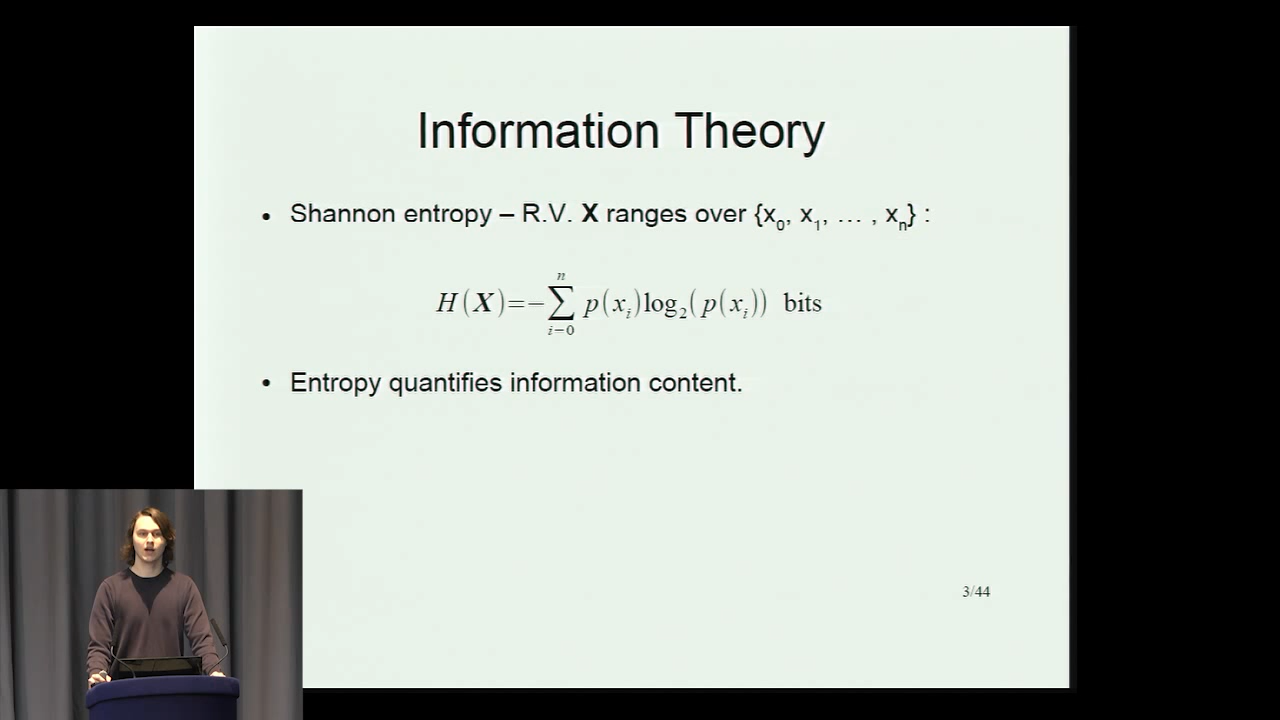 Information Theory
• Shannon entropy – R.V. X ranges over {x₀, x₁, … , xₙ} :
n
H(X)=−∑ p(xᵢ)log₂(p(xᵢ)) bits
i=0
• Entropy quantifies information content.
3/44